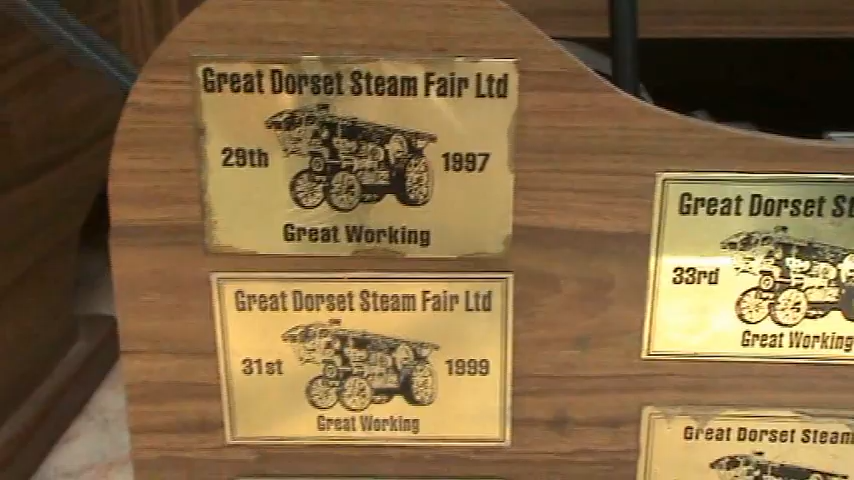 Great Dorset Steam Fair Ltd
29th 1997
Great Working
Great Dorset Steam Fair Ltd
31st 1999
Great Working
Great Dorset
33rd
Great Working
Great Dorset Steam